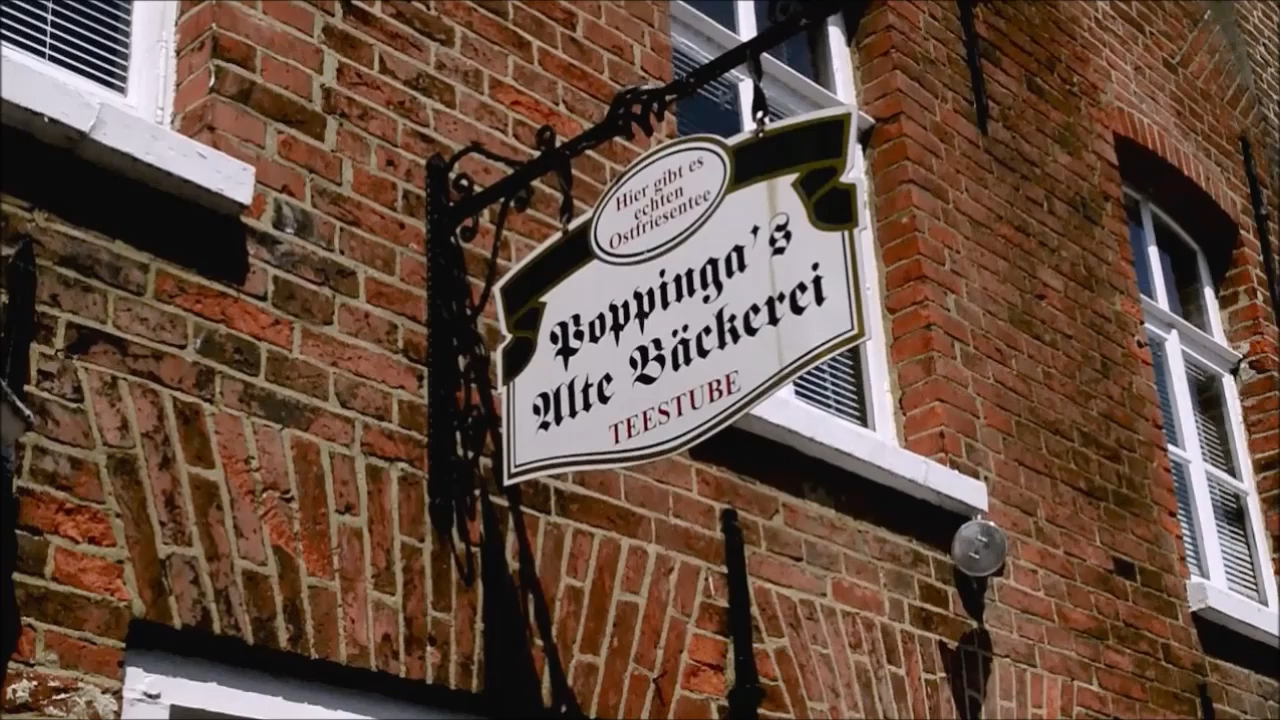 Hier gibt es
echten
Ostfriesentee
Poppinga's
Alte Bäckerei
TEESTUBE